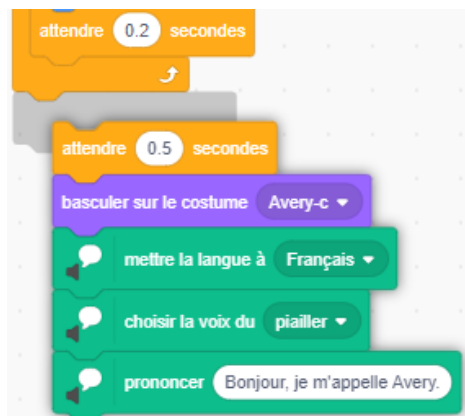 attendre 0.2 secondes
attendre 0.5 secondes
basculer sur le costume Avery-c
mettre la langue à Français
choisir la voix du piailler
prononcer Bonjour, je m'appelle Avery.